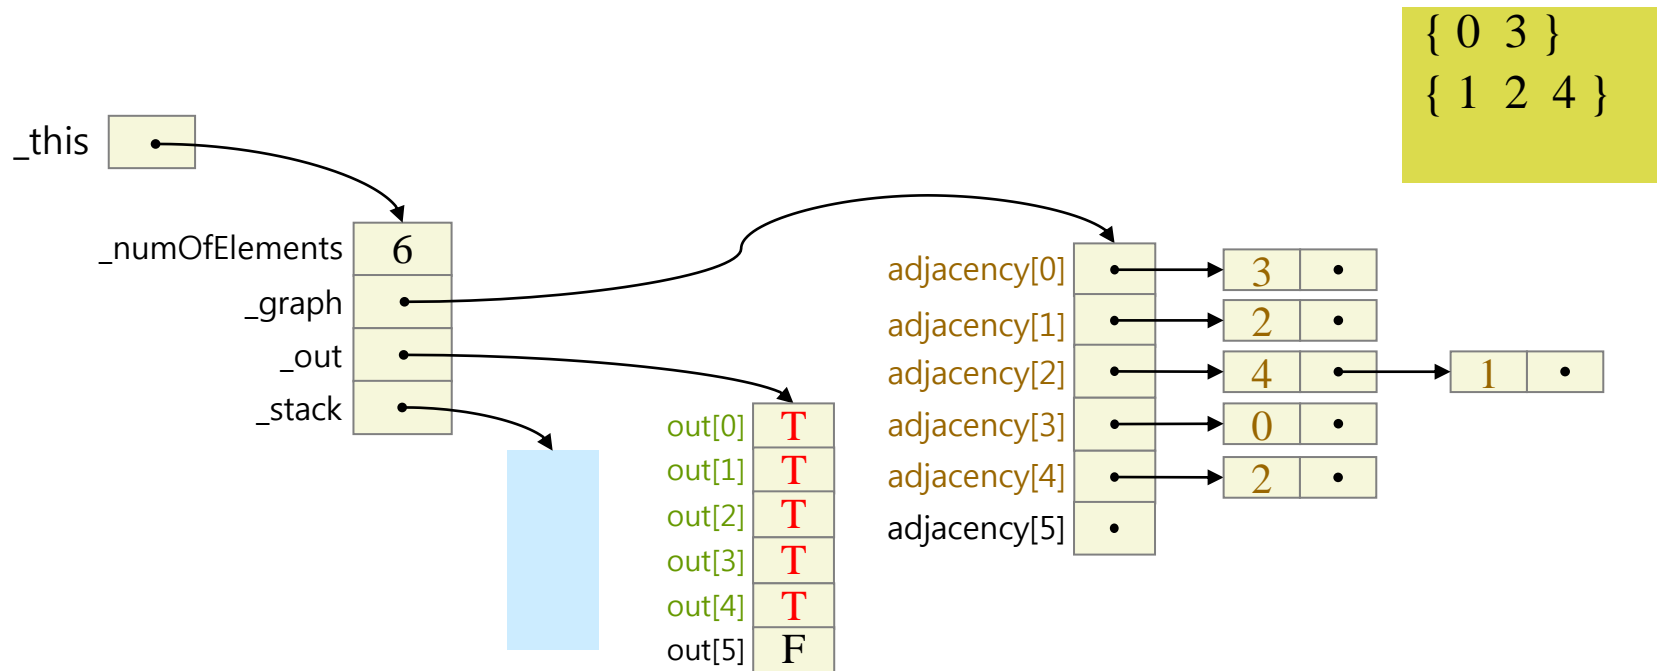 { 0 3 }
{ 1 2 4 }
_this
_numOfElements 6
_graph
_out
_stack
adjacency[0] 3
adjacency[1] 2
adjacency[2] 4 1
adjacency[3] 0
adjacency[4] 2
adjacency[5]
out[0] T
out[1] T
out[2] T
out[3] T
out[4] T
out[5] F